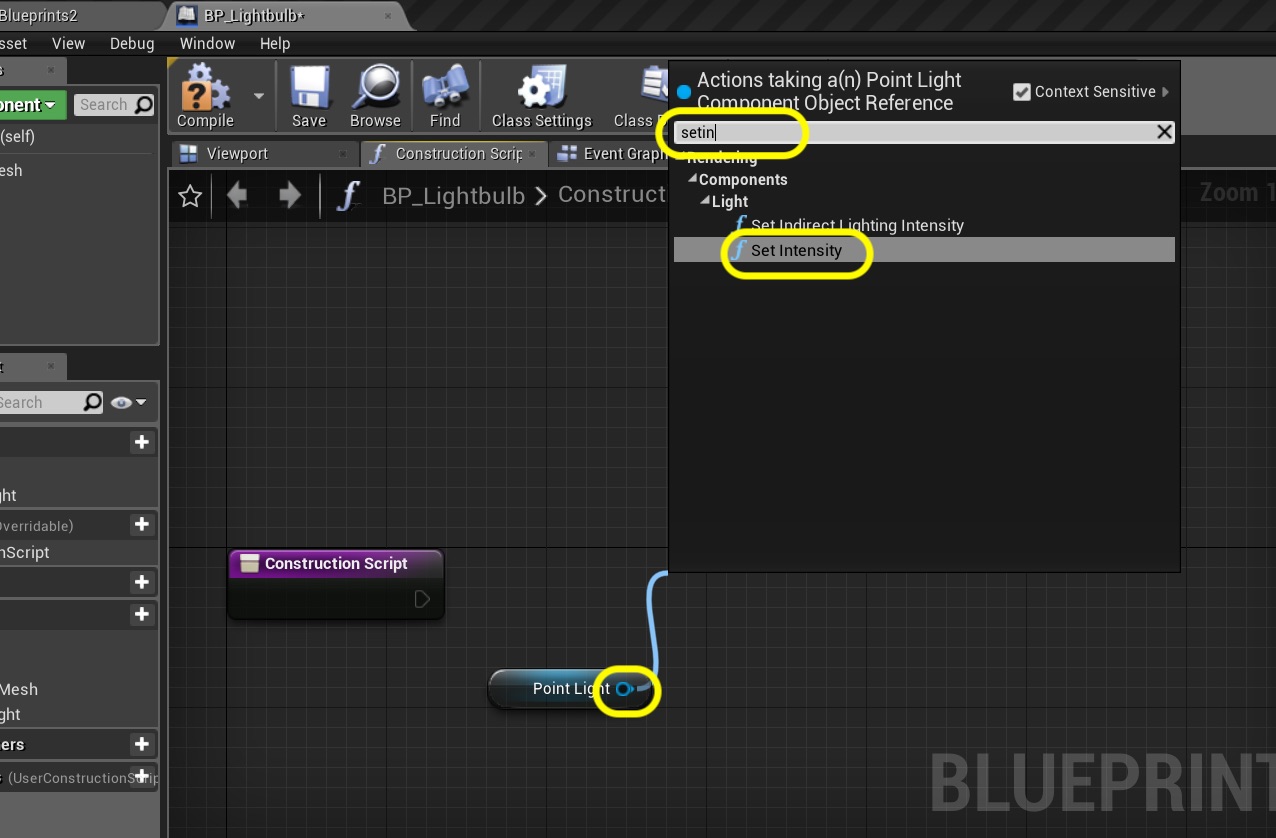 Blueprints2
BP_Lightbulb*
sset View Debug Window Help
s
onent Search
(self)
esh
Compile Save Browse Find Class Settings Class
Actions taking a(n) Point Light
Component Object Reference
Context Sensitive
setin
Rendering
Components
Light
Set Indirect Lighting Intensity
Set Intensity
Viewport Construction Scrip Event Graph
BP_Lightbulb > Construct
Zoom 1
t
Search
ght
Overridable)
nScript
Mesh
ght
ers
s (UserConstructionScrip
Construction Script
Point Light
BLUEPRINT